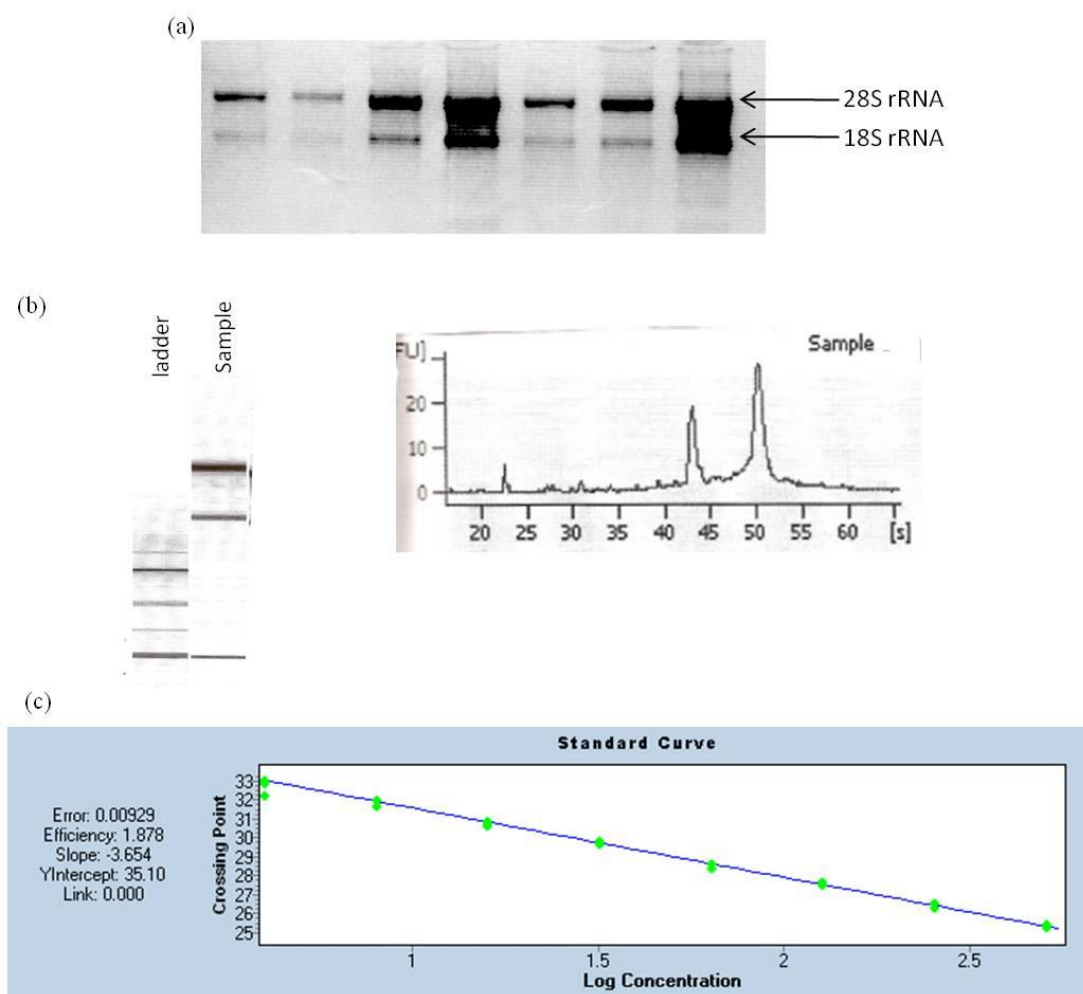 (a)
28S rRNA
18S rRNA
(b)
ladder
Sample
FU]
Sample
20
10
0
20 25 30 35 40 45 50 55 60 [s]
(c)
Standard Curve
Error: 0.00929
Efficiency: 1.878
Slope: -3.654
YIntercept: 35.10
Link: 0.000
Crossing Point
33
32
31
30
29
28
27
26
25
1 1.5 2 2.5
Log Concentration